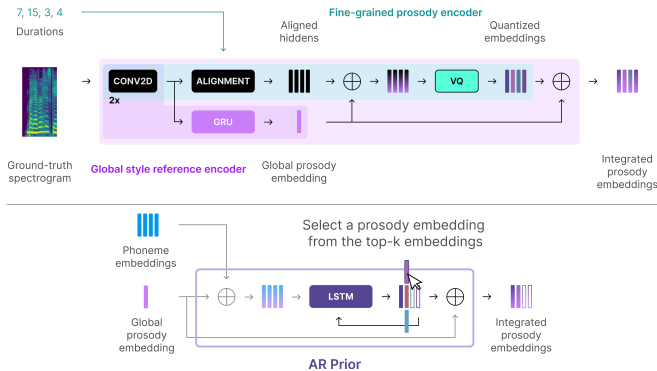 7, 15, 3, 4
Durations
Fine-grained prosody encoder
Aligned
hiddens
Quantized
embeddings
CONV2D
ALIGNMENT
VQ
2x
GRU
Ground-truth
spectrogram
Global style reference encoder
Global prosody
embedding
Integrated
prosody
embeddings
Phoneme
embeddings
Select a prosody embedding
from the top-k embeddings
LSTM
Global
prosody
embedding
Integrated
prosody
embeddings
AR Prior